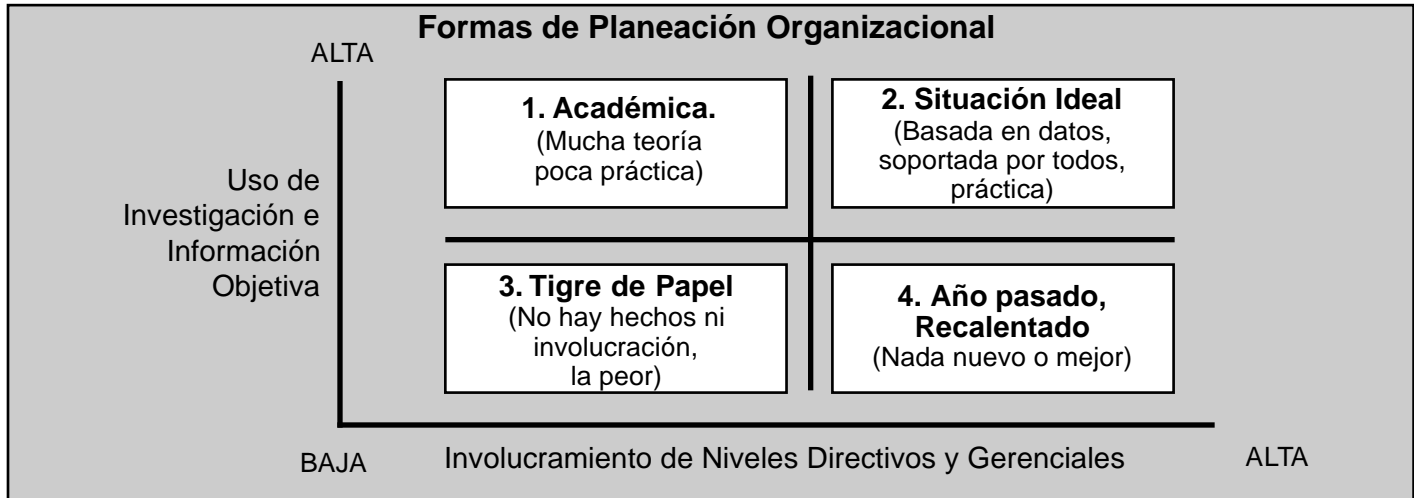 Formas de Planeación Organizacional
ALTA
Uso de
Investigación e
Información
Objetiva
1. Académica.
(Mucha teoría
poca práctica)
2. Situación Ideal
(Basada en datos,
soportada por todos,
práctica)
3. Tigre de Papel
(No hay hechos ni
involucración,
la peor)
4. Año pasado,
Recalentado
(Nada nuevo o mejor)
BAJA
Involucramiento de Niveles Directivos y Gerenciales
ALTA